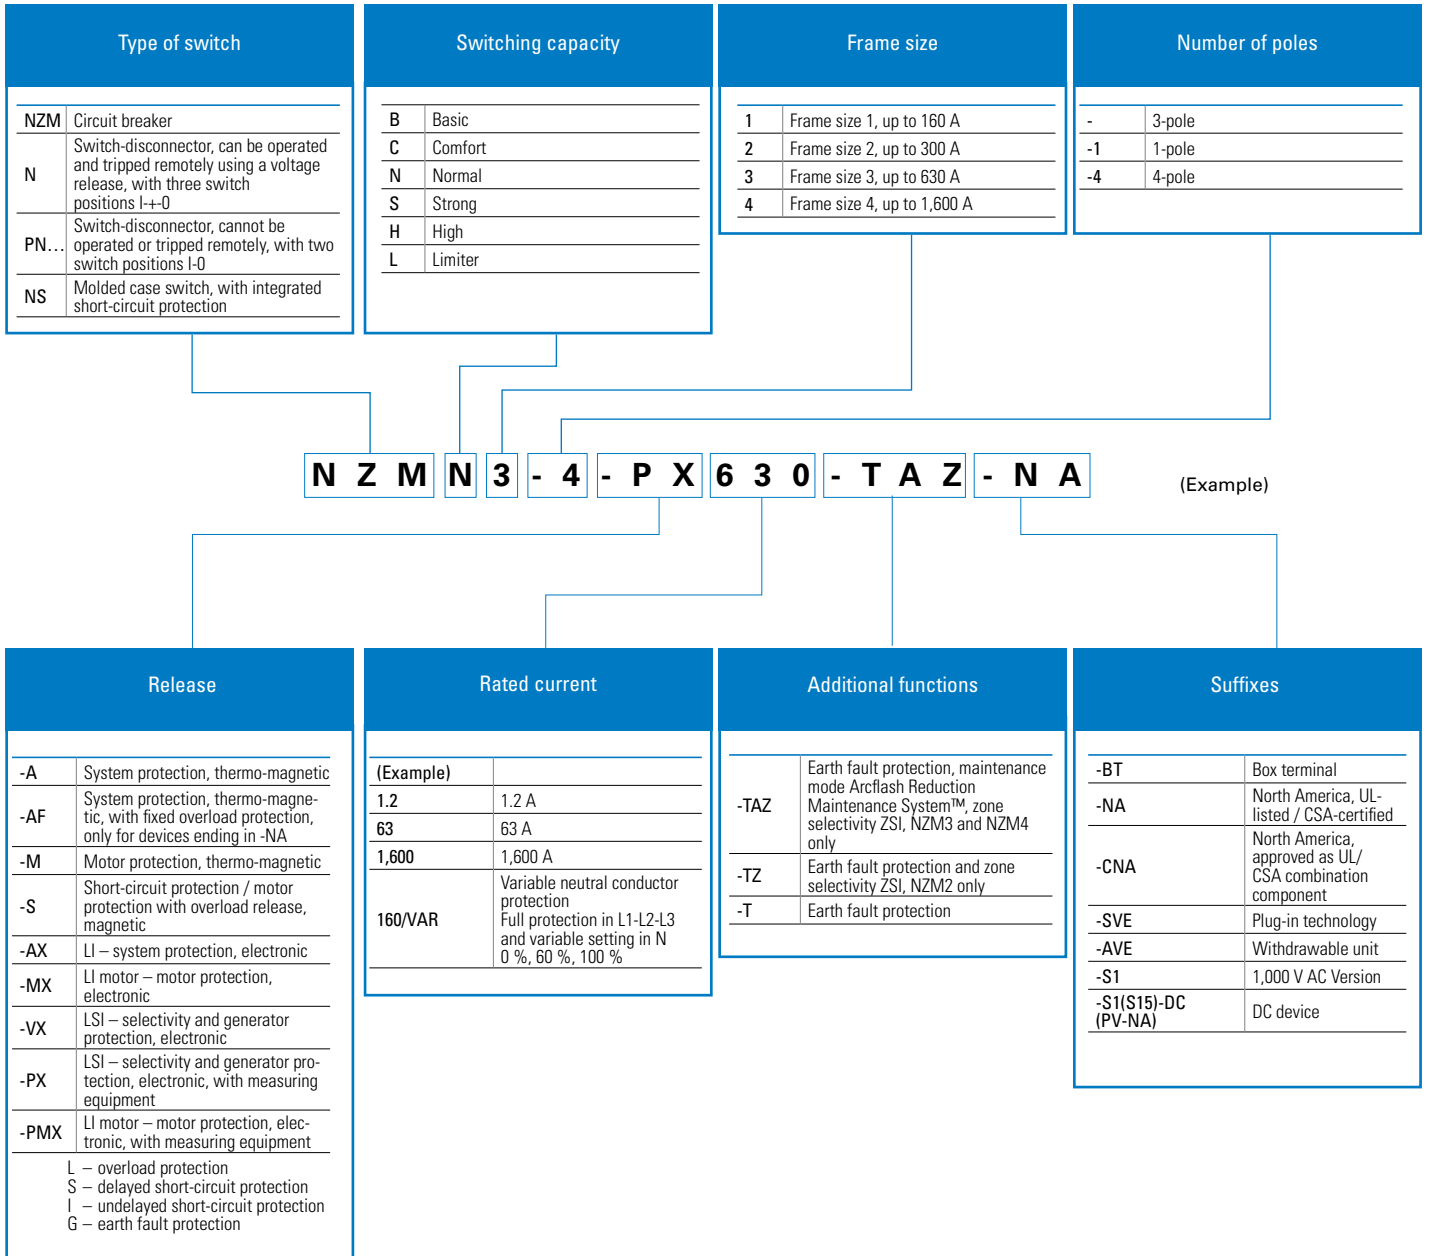 Type of switch
NZM Circuit breaker
N Switch-disconnector, can be operated
and tripped remotely using a voltage
release, with three switch
positions I-+-0
PN… Switch-disconnector, cannot be
operated or tripped remotely, with two
switch positions I-0
NS Molded case switch, with integrated
short-circuit protection
Switching capacity
B Basic
C Comfort
N Normal
S Strong
H High
L Limiter
Frame size
1 Frame size 1, up to 160 A
2 Frame size 2, up to 300 A
3 Frame size 3, up to 630 A
4 Frame size 4, up to 1,600 A
Number of poles
- 3-pole
-1 1-pole
-4 4-pole
N Z M N 3 - 4 - P X 6 3 0 - T A Z - N A (Example)
Release
-A System protection, thermo-magnetic
-AF System protection, thermo-magne-
tic, with fixed overload protection,
only for devices ending in -NA
-M Motor protection, thermo-magnetic
-S Short-circuit protection / motor
protection with overload release,
magnetic
-AX LI – system protection, electronic
-MX LI motor – motor protection,
electronic
-VX LSI – selectivity and generator
protection, electronic
-PX LSI – selectivity and generator pro-
tection, electronic, with measuring
equipment
-PMX LI motor – motor protection, elec-
tronic, with measuring equipment
L – overload protection
S – delayed short-circuit protection
I – undelayed short-circuit protection
G – earth fault protection
Rated current
(Example)
1.2 1.2 A
63 63 A
1,600 1,600 A
160/VAR Variable neutral conductor
protection
Full protection in L1-L2-L3
and variable setting in N
0 %, 60 %, 100 %
Additional functions
-TAZ Earth fault protection, maintenance
mode Arcflash Reduction
Maintenance System™, zone
selectivity ZSI, NZM3 and NZM4
only
-TZ Earth fault protection and zone
selectivity ZSI, NZM2 only
-T Earth fault protection
Suffixes
-BT Box terminal
-NA North America, UL-
listed / CSA-certified
-CNA North America,
approved as UL/
CSA combination
component
-SVE Plug-in technology
-AVE Withdrawable unit
-S1 1,000 V AC Version
-S1(S15)-DC
(PV-NA) DC device